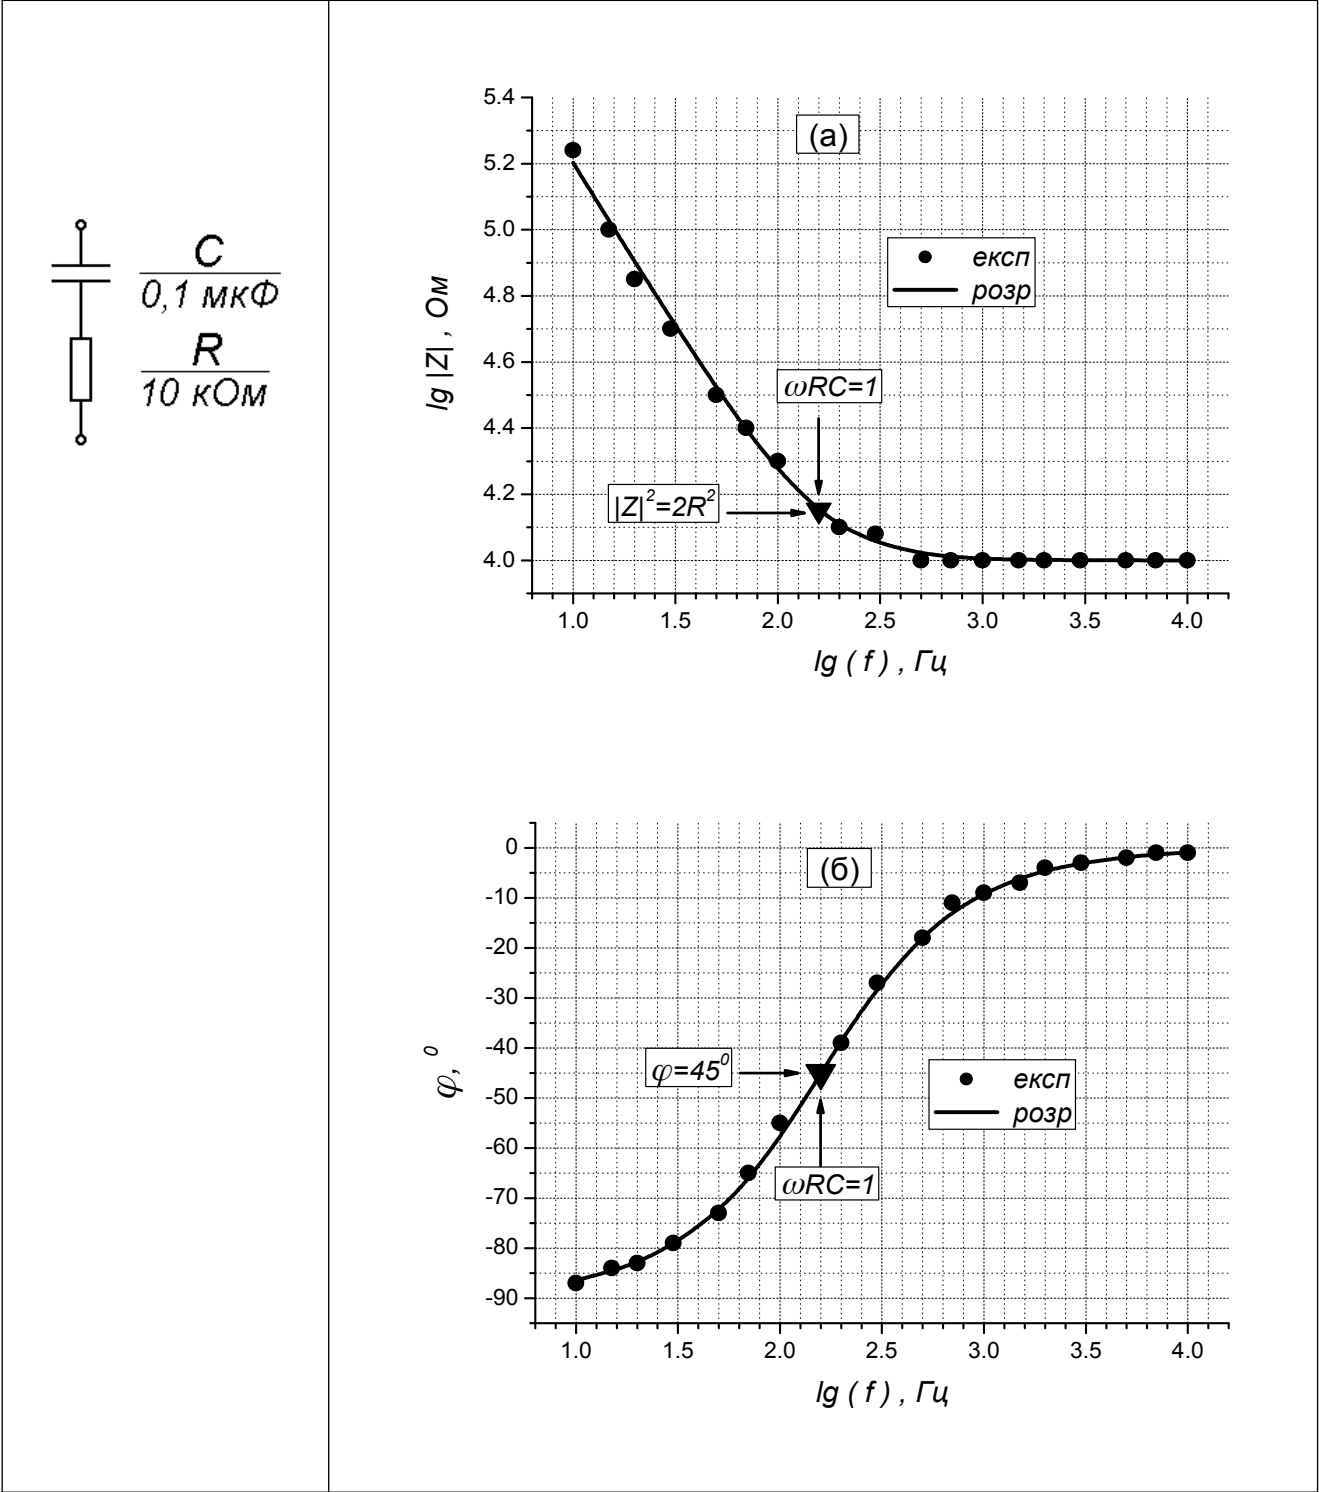 C
0,1 мкФ
R
10 кОм
(а)
5.4
5.2
5.0
4.8
4.6
4.4
4.2
4.0
lg |Z| , Ом
експ
розр
ωRC=1
|Z|²=2R²
1.0 1.5 2.0 2.5 3.0 3.5 4.0
lg ( f ) , Гц
(б)
0
-10
-20
-30
-40
-50
-60
-70
-80
-90
φ, ⁰
φ=45⁰
експ
розр
ωRC=1
1.0 1.5 2.0 2.5 3.0 3.5 4.0
lg ( f ) , Гц